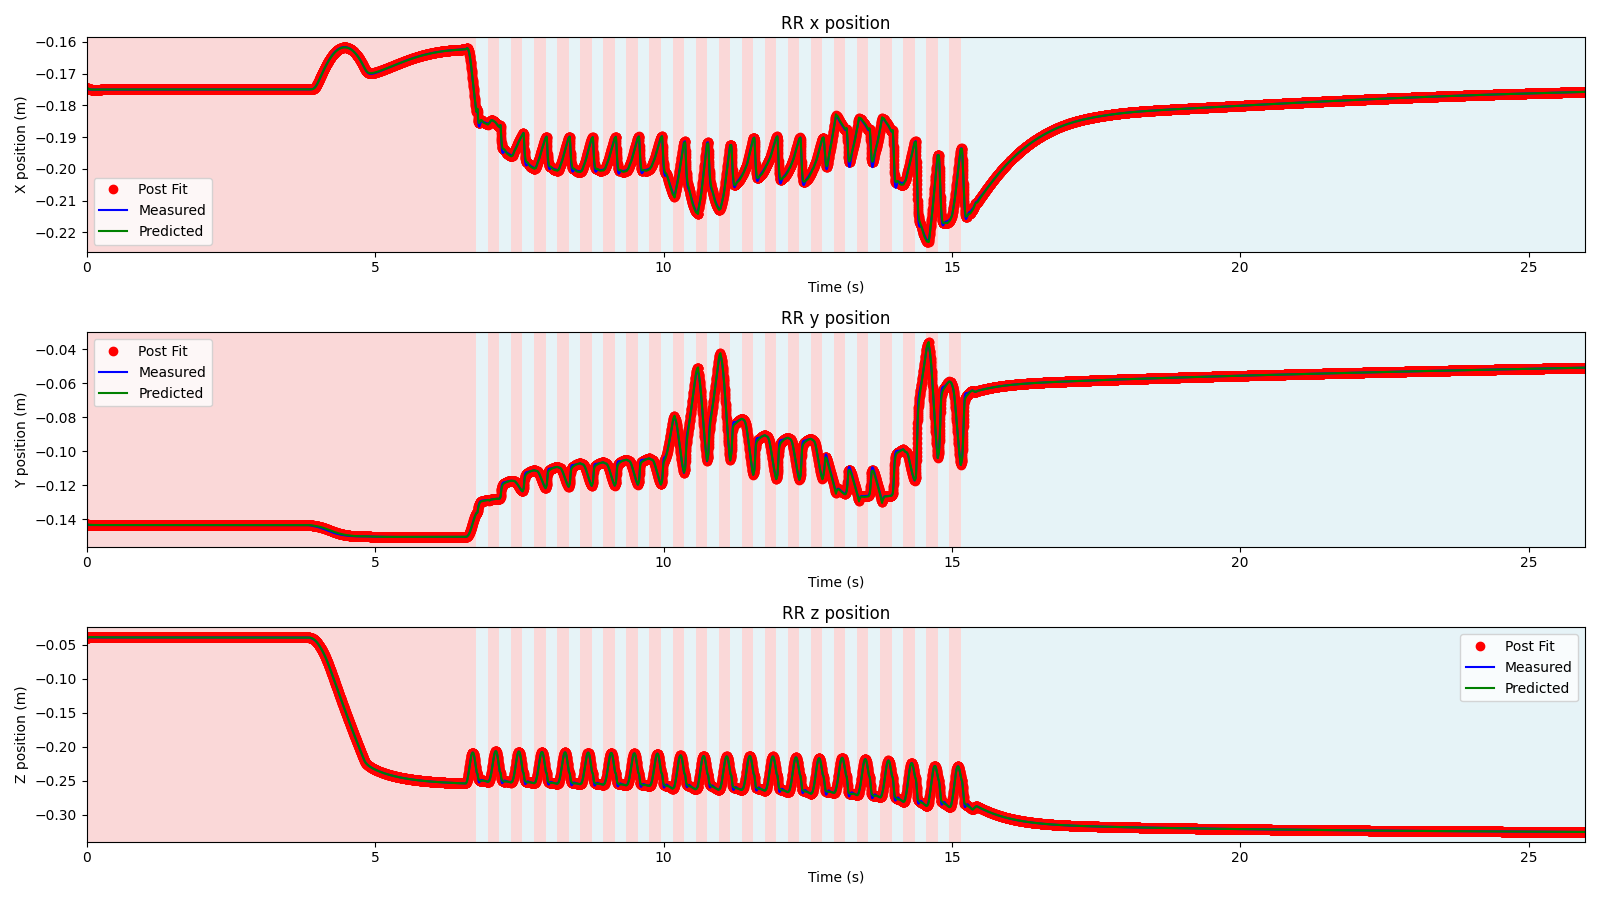 RR x position
X position (m)
−0.16
−0.17
−0.18
−0.19
−0.20
−0.21
−0.22
Post Fit
Measured
Predicted
0 5 10 15 20 25
Time (s)
RR y position
Y position (m)
−0.04
−0.06
−0.08
−0.10
−0.12
−0.14
Post Fit
Measured
Predicted
0 5 10 15 20 25
Time (s)
RR z position
Z position (m)
−0.05
−0.10
−0.15
−0.20
−0.25
−0.30
Post Fit
Measured
Predicted
0 5 10 15 20 25
Time (s)